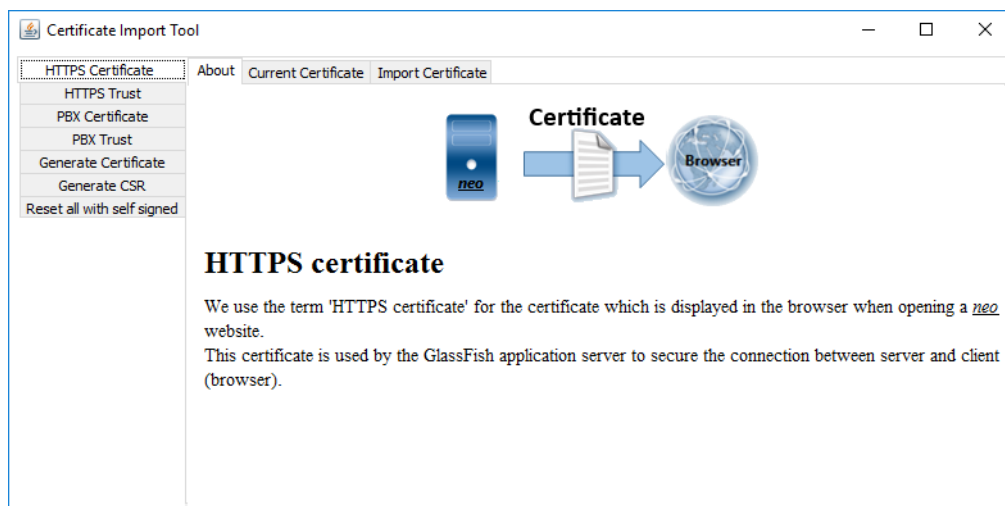 Certificate Import Tool
HTTPS Certificate
HTTPS Trust
PBX Certificate
PBX Trust
Generate Certificate
Generate CSR
Reset all with self signed
About Current Certificate Import Certificate
Certificate
neo
Browser
HTTPS certificate
We use the term 'HTTPS certificate' for the certificate which is displayed in the browser when opening a neo
website.
This certificate is used by the GlassFish application server to secure the connection between server and client
(browser).